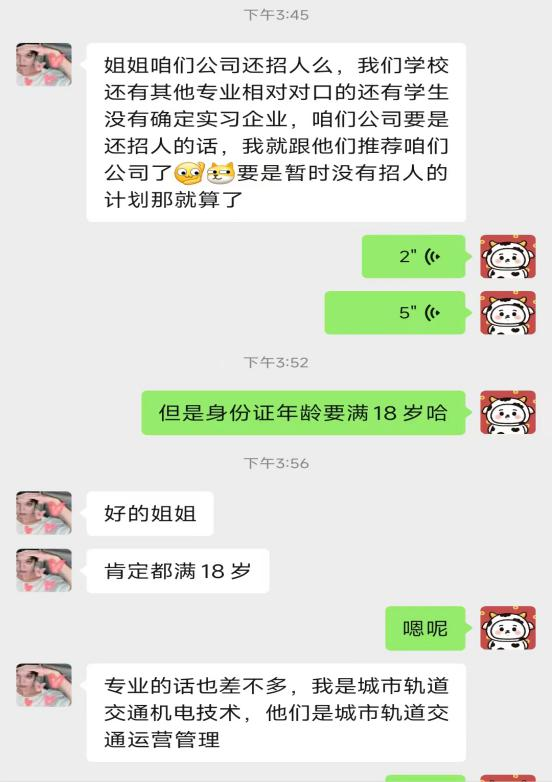 下午3:45
姐姐咱们公司还招人么，我们学校
还有其他专业相对对口的还有学生
没有确定实习企业，咱们公司要是
还招人的话，我就跟他们推荐咱们
公司了要是暂时没有招人的
计划那就算了
2"
5"
下午3:52
但是身份证年龄要满18岁哈
下午3:56
好的姐姐
肯定都满18岁
嗯呢
专业的话也差不多，我是城市轨道
交通机电技术，他们是城市轨道交
通运营管理